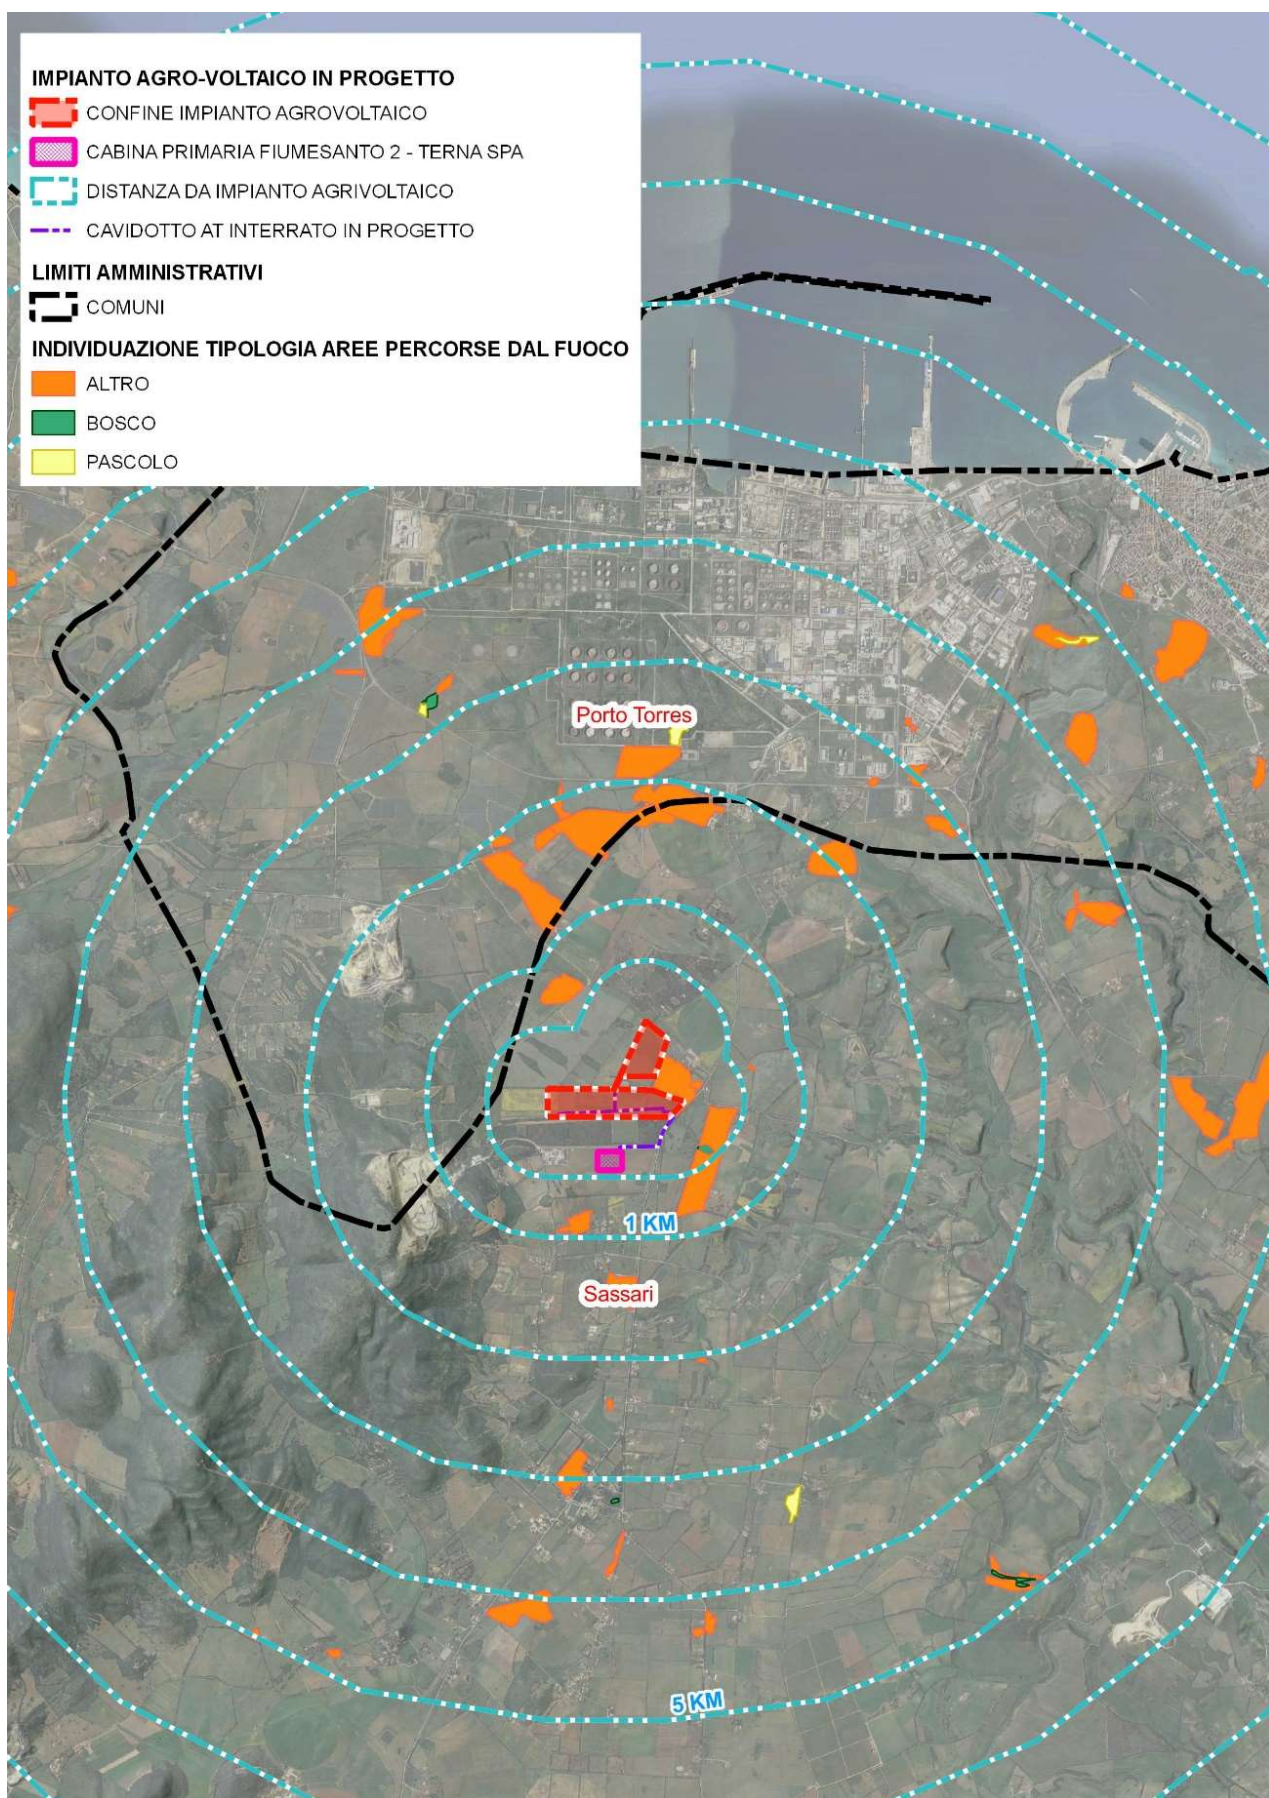 IMPIANTO AGRO-VOLTAICO IN PROGETTO
CONFINE IMPIANTO AGROVOLTAICO
CABINA PRIMARIA FIUMESANTO 2 - TERNA SPA
DISTANZA DA IMPIANTO AGRIVOLTAICO
CAVIDOTTO AT INTERRATO IN PROGETTO
LIMITI AMMINISTRATIVI
COMUNI
INDIVIDUAZIONE TIPOLOGIA AREE PERCORSE DAL FUOCO
ALTRO
BOSCO
PASCOLO
Porto Torres
1 KM
Sassari
5 KM